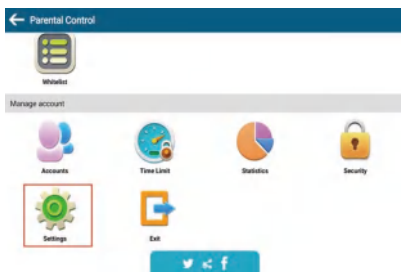 Parental Control
Whitelist
Manage account
Accounts Time Limit Statistics Security
Settings Exit